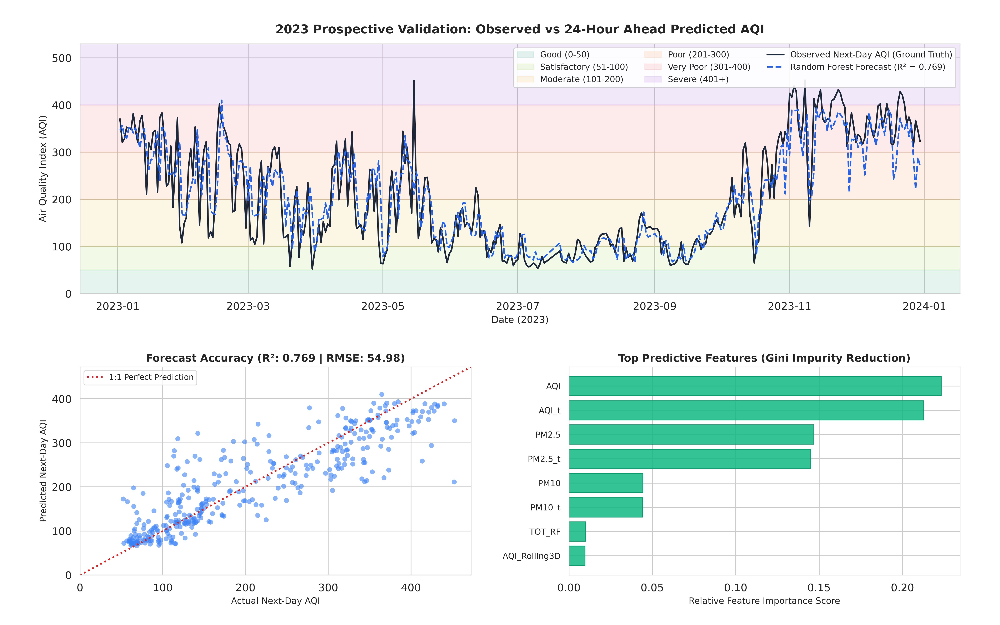 2023 Prospective Validation: Observed vs 24-Hour Ahead Predicted AQI
Air Quality Index (AQI)
500
400
300
200
100
0
Good (0-50)
Satisfactory (51-100)
Moderate (101-200)
Poor (201-300)
Very Poor (301-400)
Severe (401+)
Observed Next-Day AQI (Ground Truth)
Random Forest Forecast (R² = 0.769)
2023-01
2023-03
2023-05
2023-07
2023-09
2023-11
2024-01
Date (2023)
Forecast Accuracy (R²: 0.769 | RMSE: 54.98)
1:1 Perfect Prediction
Predicted Next-Day AQI
400
300
200
100
0
0
100
200
300
400
Actual Next-Day AQI
Top Predictive Features (Gini Impurity Reduction)
AQI
AQI_t
PM2.5
PM2.5_t
PM10
PM10_t
TOT_RF
AQI_Rolling3D
0.00
0.05
0.10
0.15
0.20
Relative Feature Importance Score